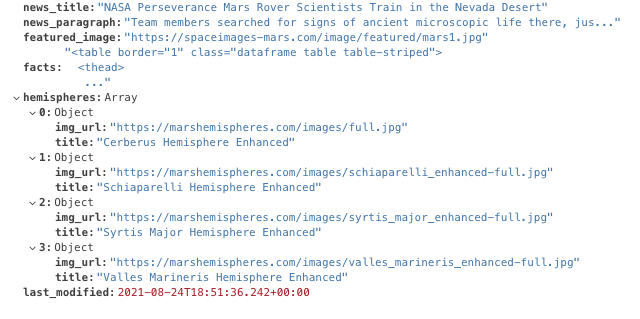 news_title: "NASA Perseverance Mars Rover Scientists Train in the Nevada Desert"
news_paragraph: "Team members searched for signs of ancient microscopic life there, jus..."
featured_image: "https://spaceimages-mars.com/image/featured/mars1.jpg"
"<table border="1" class="dataframe table table-striped">
facts: <thead>
..."
hemispheres: Array
0: Object
img_url: "https://marshemispheres.com/images/full.jpg"
title: "Cerberus Hemisphere Enhanced"
1: Object
img_url: "https://marshemispheres.com/images/schiaparelli_enhanced-full.jpg"
title: "Schiaparelli Hemisphere Enhanced"
2: Object
img_url: "https://marshemispheres.com/images/syrtis_major_enhanced-full.jpg"
title: "Syrtis Major Hemisphere Enhanced"
3: Object
img_url: "https://marshemispheres.com/images/valles_marineris_enhanced-full.jpg"
title: "Valles Marineris Hemisphere Enhanced"
last_modified: 2021-08-24T18:51:36.242+00:00